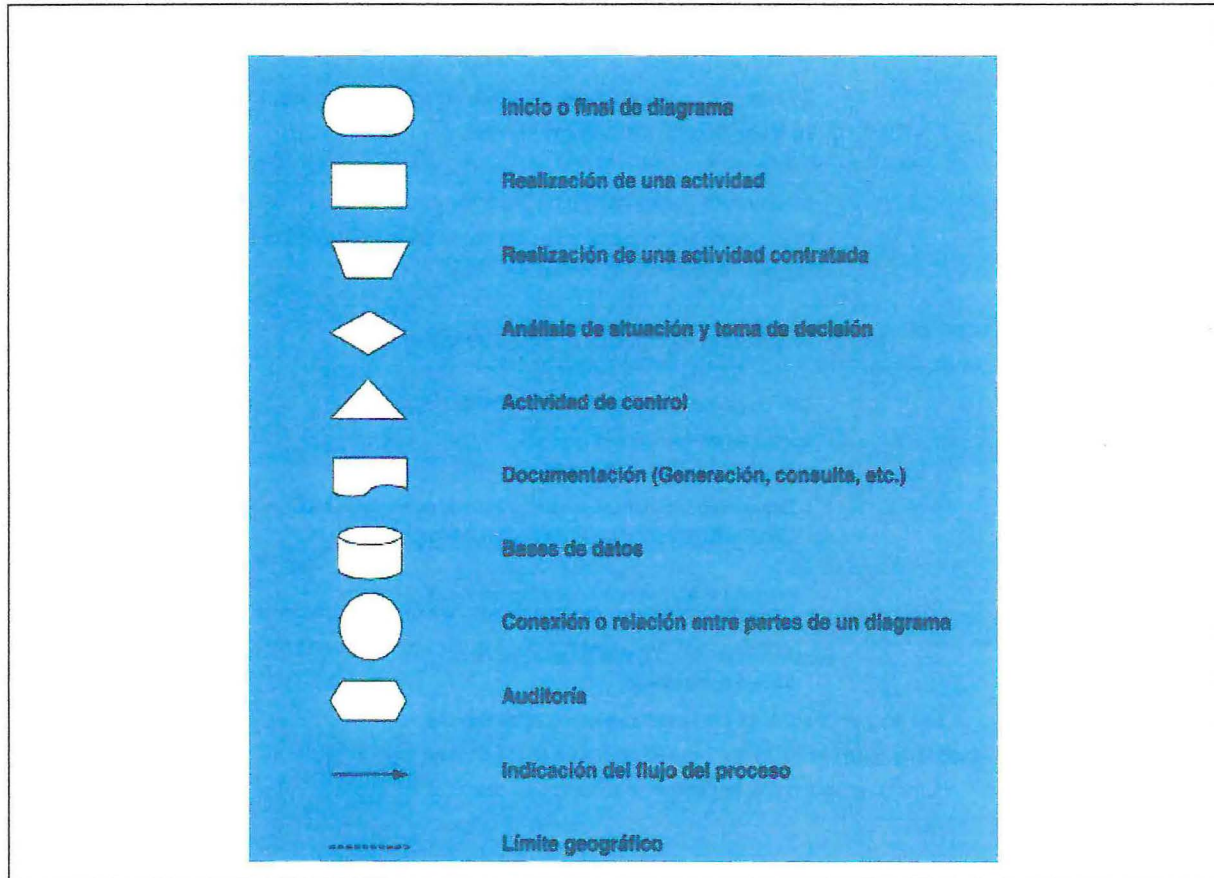 Inicio o final de diagrama
Realización de una actividad
Realización de una actividad contratada
Análisis de situación y toma de decisión
Actividad de control
Documentación (Generación, consulta, etc.)
Bases de datos
Conexión o relación entre partes de un diagrama
Auditoría
Indicación del flujo del proceso
Límite geográfico